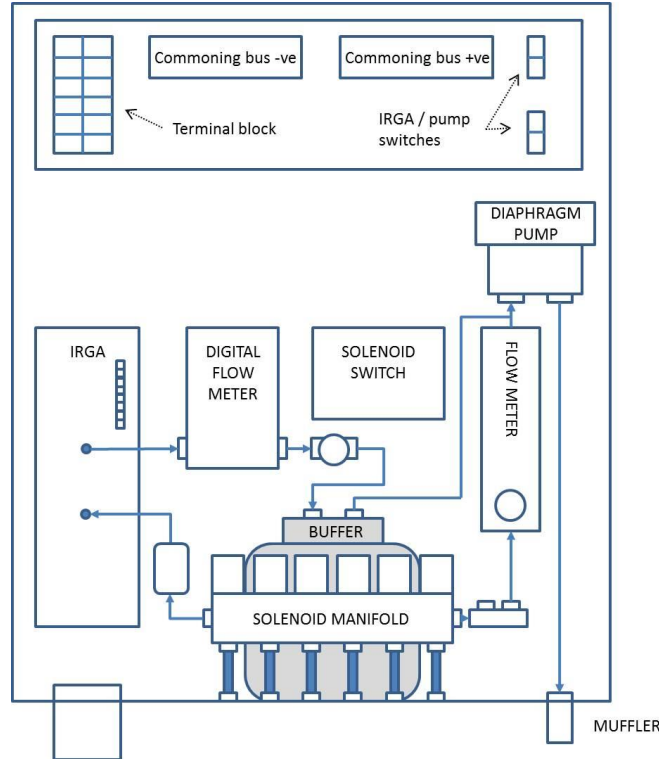 Commoning bus -ve
Commoning bus +ve
Terminal block
IRGA / pump
switches
DIAPHRAGM
PUMP
IRGA
DIGITAL
FLOW
METER
SOLENOID
SWITCH
FLOW METER
BUFFER
SOLENOID MANIFOLD
MUFFLER